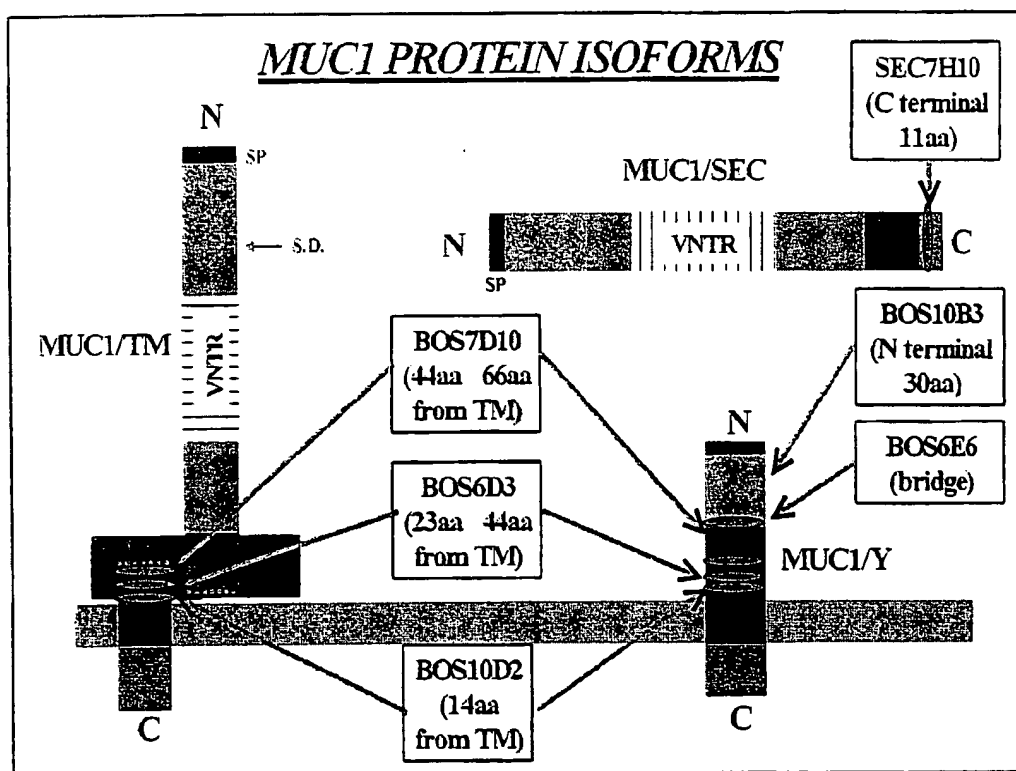 MUC1 PROTEIN ISOFORMS
SEC7H10
(C terminal
11aa)
N
SP
S.D.
MUC1/TM
VNTR
C
MUC1/SEC
N
SP
VNTR
C
BOS7D10
(44aa 66aa
from TM)
BOS6D3
(23aa 44aa
from TM)
BOS10D2
(14aa
from TM)
BOS10B3
(N terminal
30aa)
BOS6E6
(bridge)
N
MUC1/Y
C